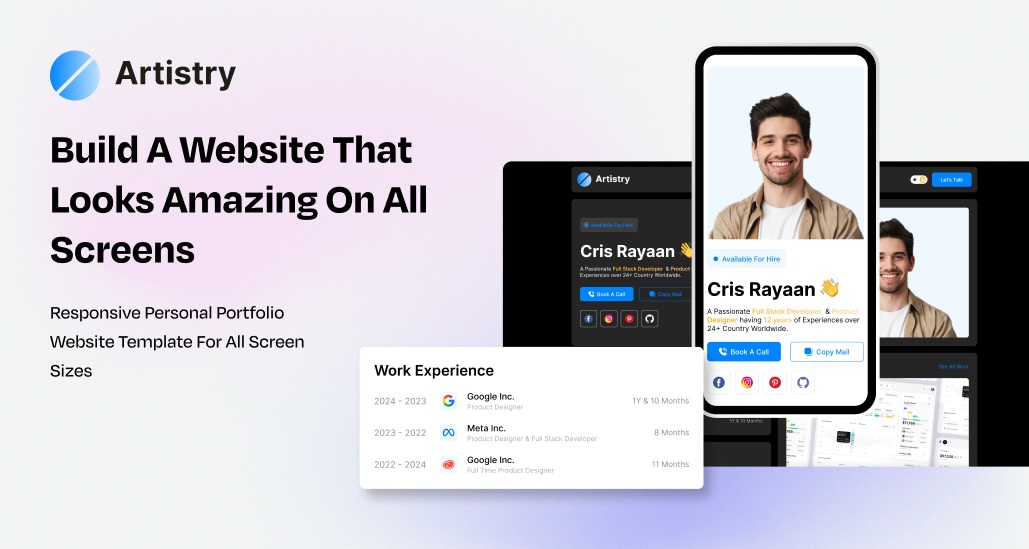 Artistry
Build A Website That
Looks Amazing On All
Screens
Responsive Personal Portfolio
Website Template For All Screen
Sizes
Artistry
Available For Hire
Cris Rayaan
A Passionate Full Stack Developer & Product
Experiences over 24+ Country Worldwide.
Book A Call
Copy Mail
Available For Hire
Cris Rayaan
A Passionate Full Stack Developer & Product
Designer having 12 years of Experiences over
24+ Country Worldwide.
Book A Call
Copy Mail
Let's Talk
See All Work
1Y & 10 Months
Work Experience
2024 - 2023
Google Inc.
Product Designer
1Y & 10 Months
2023 - 2022
Meta Inc.
Product Designer & Full Stack Developer
8 Months
2022 - 2024
Google Inc.
Full Time Product Designer
11 Months